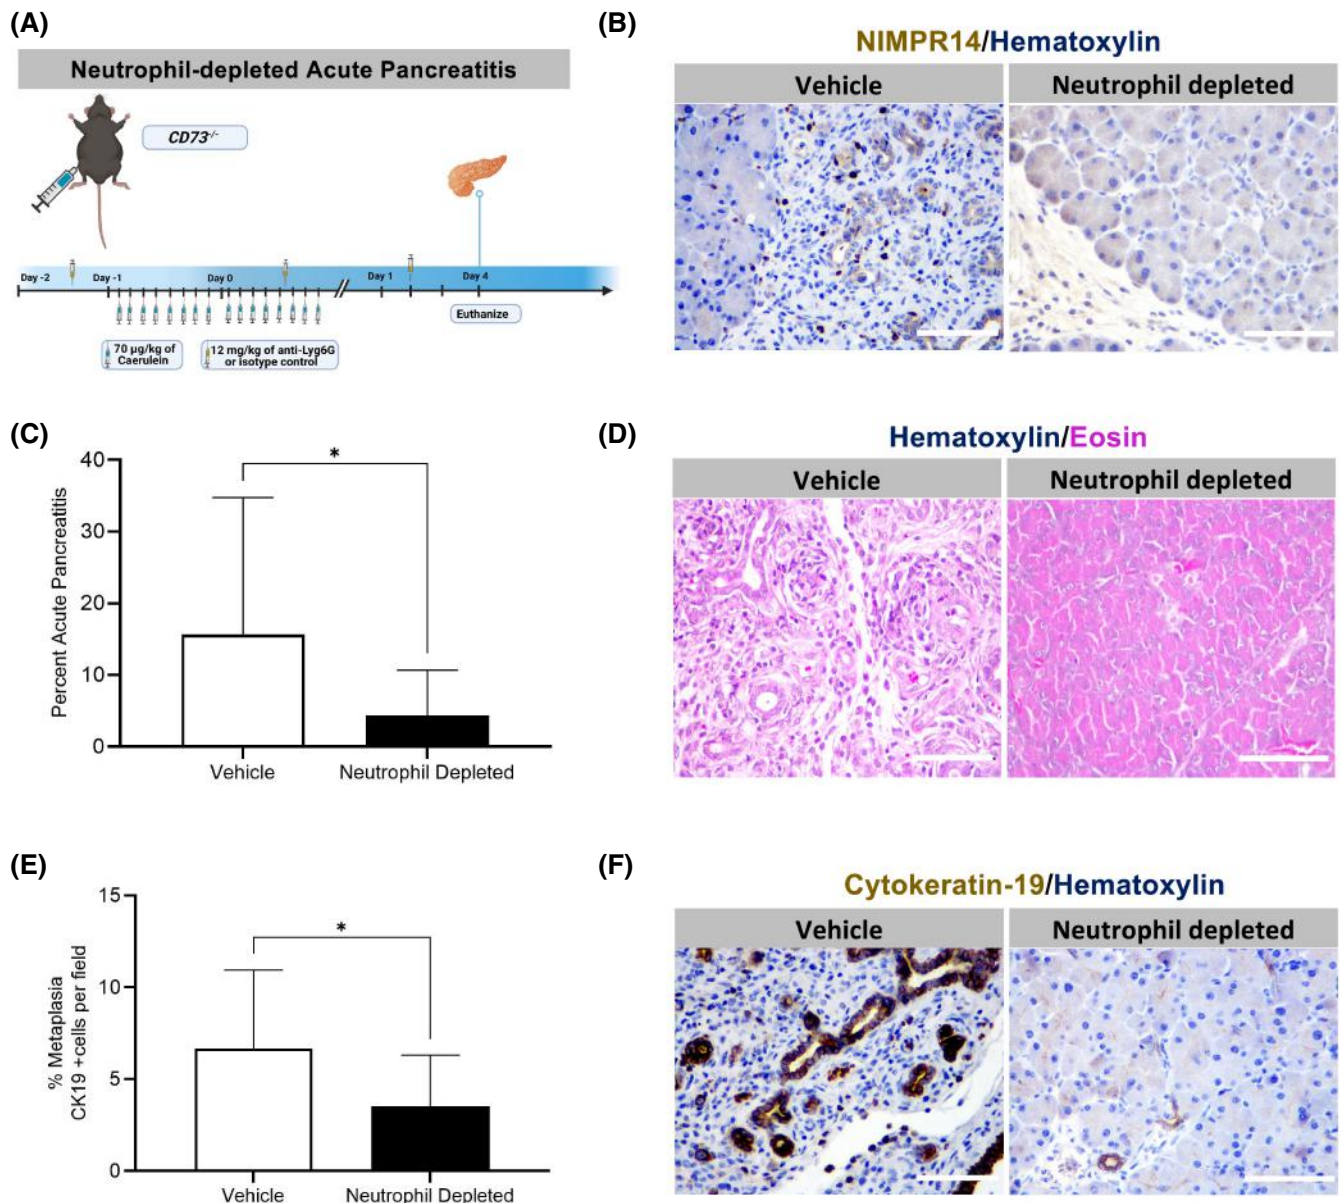 (A)
Neutrophil-depleted Acute Pancreatitis
CD73-/-
Day -2
Day -1
Day 0
Day 1
Day 4
Euthanize
70 µg/kg of
Caerulein
12 mg/kg of anti-Lyg6G
or isotype control
(B)
NIMPR14/Hematoxylin
Vehicle
Neutrophil depleted
(C)
Percent Acute Pancreatitis
40
30
20
10
0
*
Vehicle
Neutrophil Depleted
(D)
Hematoxylin/Eosin
Vehicle
Neutrophil depleted
(E)
% Metaplasia
CK19 +cells per field
15
10
5
0
*
Vehicle
Neutrophil Depleted
(F)
Cytokeratin-19/Hematoxylin
Vehicle
Neutrophil depleted